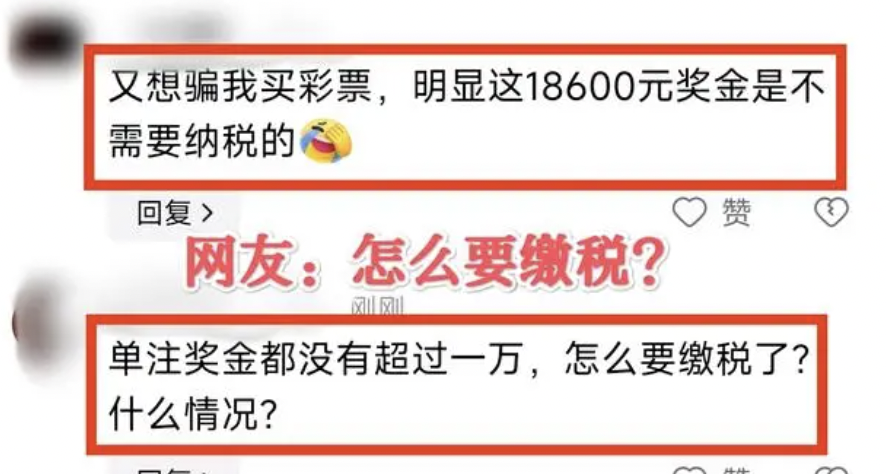 又想骗我买彩票，明显这18600元奖金是不
需要纳税的
回复 >
赞
网友：怎么要缴税？
刚刚
单注奖金都没有超过一万，怎么要缴税了？
什么情况？
回复
赞